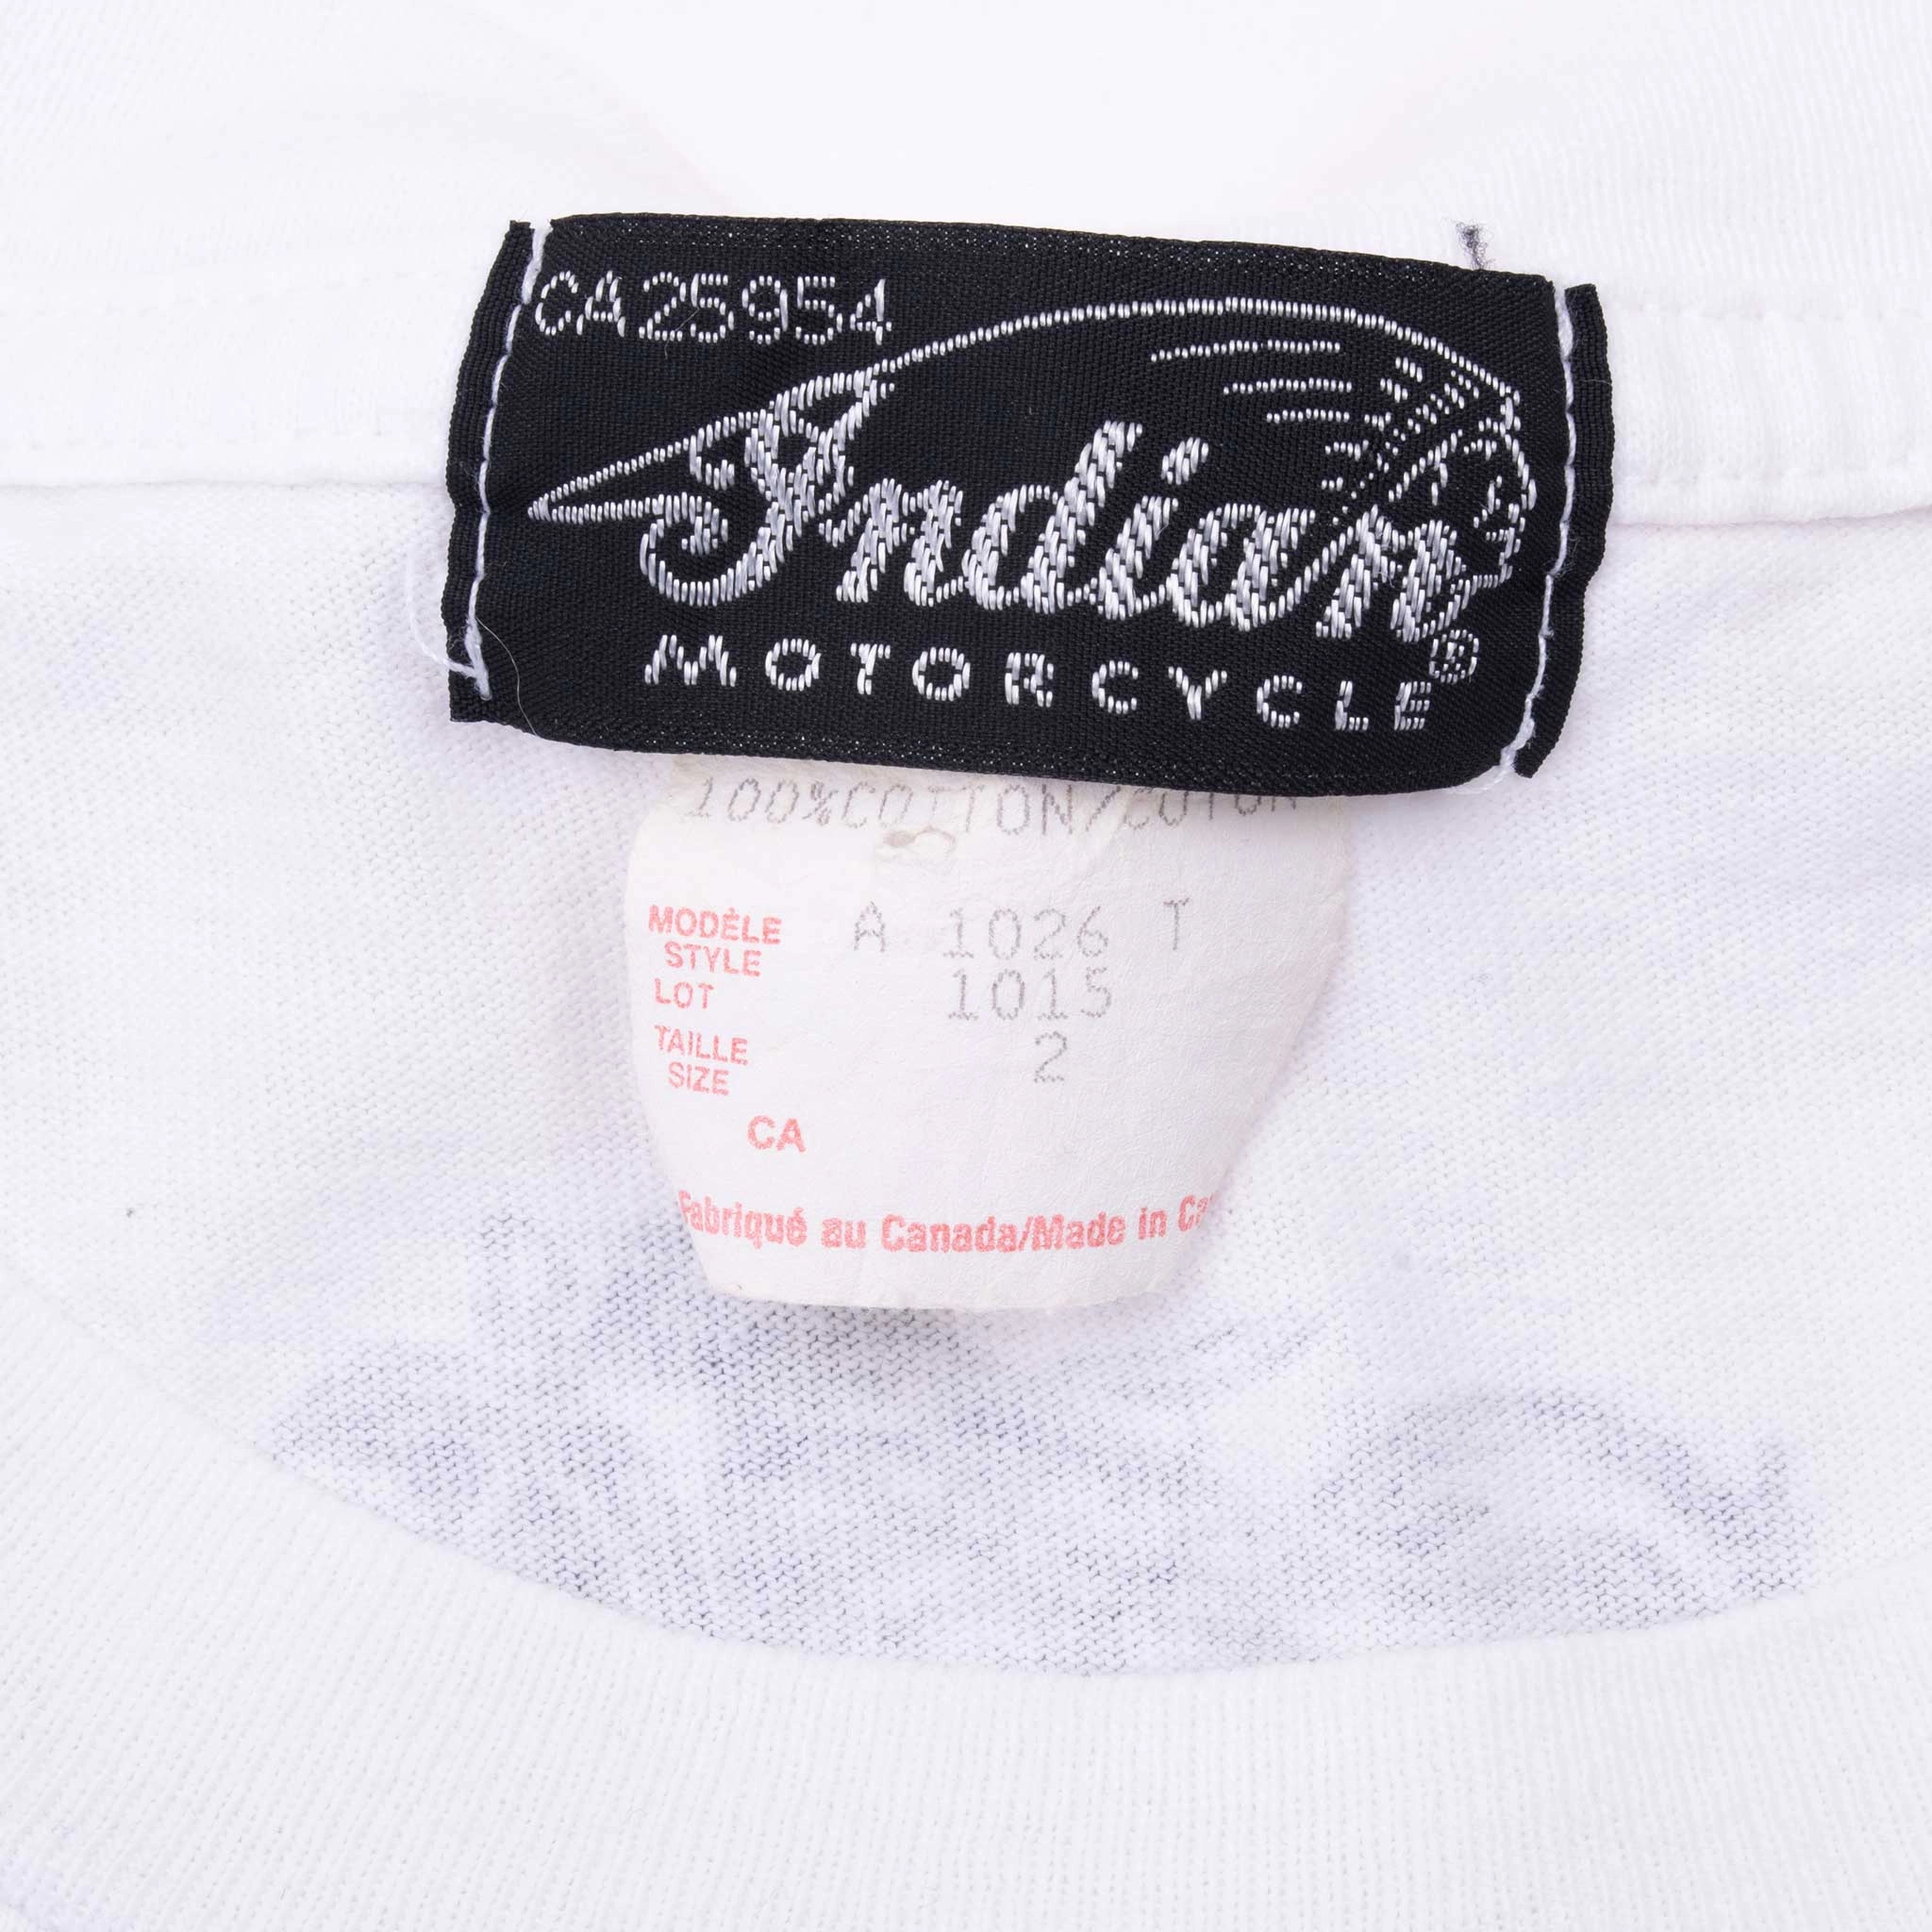 CA25954
Indian
MOTORCYCLE®
100%COTTON/COTON
MODÈLE A 1026 T
STYLE
LOT 1015
TAILLE 2
SIZE
CA
Fabriqué au Canada/Made in